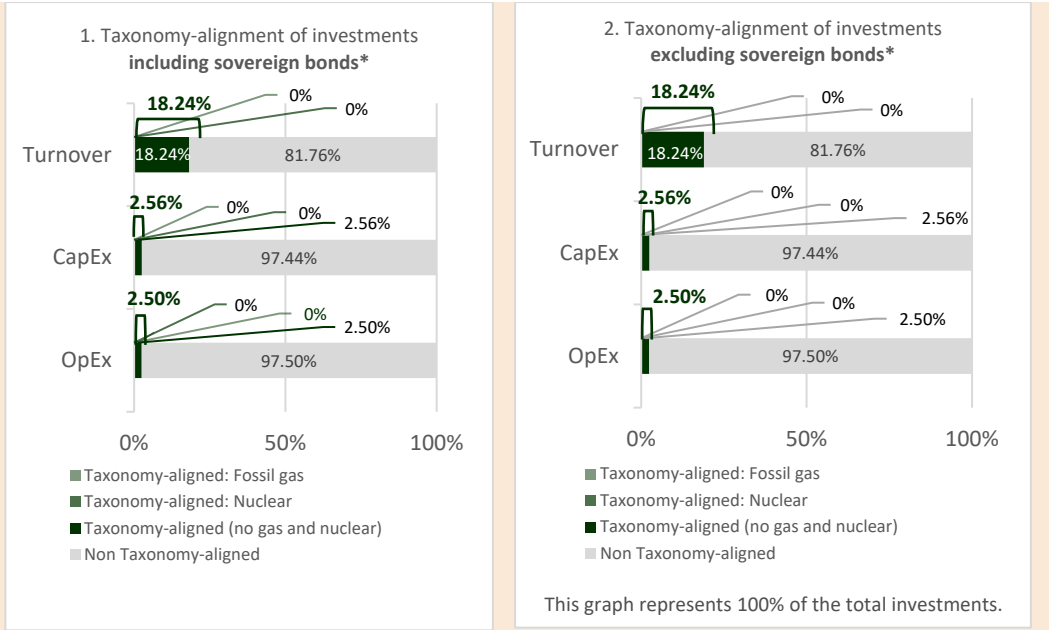 1. Taxonomy-alignment of investments
including sovereign bonds*
18.24%
0%
0%
Turnover
18.24%
81.76%
2.56%
0%
0%
2.56%
CapEx
97.44%
2.50%
0%
0%
2.50%
OpEx
97.50%
0%
50%
100%
Taxonomy-aligned: Fossil gas
Taxonomy-aligned: Nuclear
Taxonomy-aligned (no gas and nuclear)
Non Taxonomy-aligned
2. Taxonomy-alignment of investments
excluding sovereign bonds*
18.24%
0%
0%
Turnover
18.24%
81.76%
2.56%
0%
0%
2.56%
CapEx
97.44%
2.50%
0%
0%
2.50%
OpEx
97.50%
0%
50%
100%
Taxonomy-aligned: Fossil gas
Taxonomy-aligned: Nuclear
Taxonomy-aligned (no gas and nuclear)
Non Taxonomy-aligned
This graph represents 100% of the total investments.